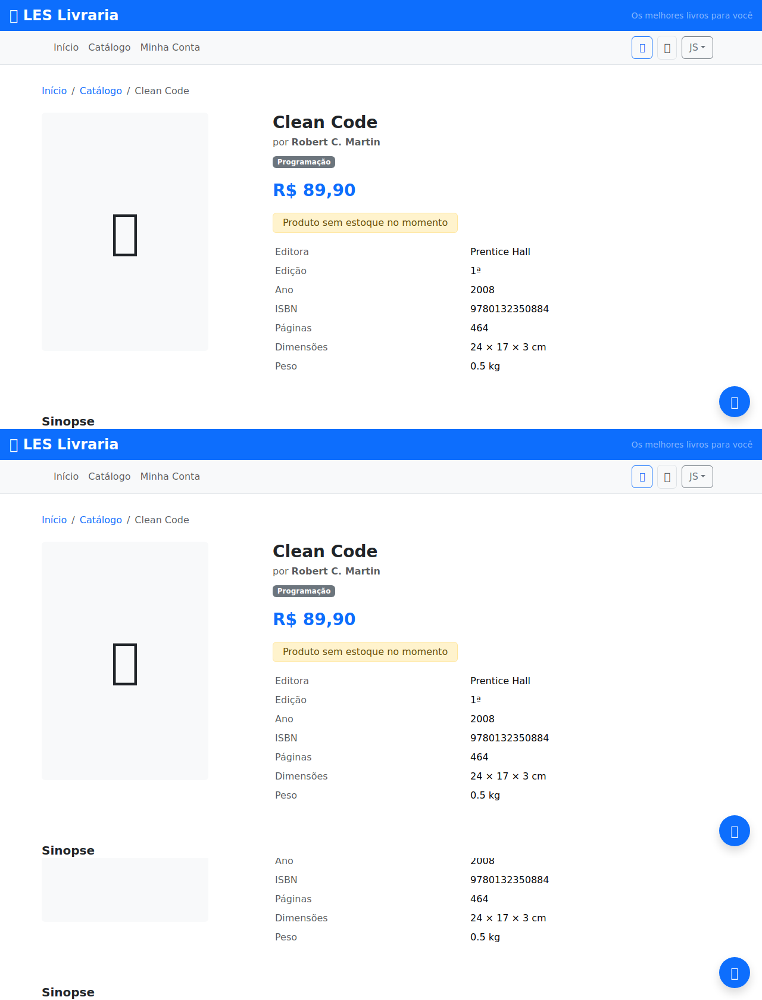 LES Livraria
Os melhores livros para você
Início Catálogo Minha Conta
JS
Início / Catálogo / Clean Code
Clean Code
por Robert C. Martin
Programação
R$ 89,90
Produto sem estoque no momento
Editora Prentice Hall
Edição 1ª
Ano 2008
ISBN 9780132350884
Páginas 464
Dimensões 24 × 17 × 3 cm
Peso 0.5 kg
Sinopse
LES Livraria
Os melhores livros para você
Início Catálogo Minha Conta
JS
Início / Catálogo / Clean Code
Clean Code
por Robert C. Martin
Programação
R$ 89,90
Produto sem estoque no momento
Editora Prentice Hall
Edição 1ª
Ano 2008
ISBN 9780132350884
Páginas 464
Dimensões 24 × 17 × 3 cm
Peso 0.5 kg
Sinopse
Ano 2008
ISBN 9780132350884
Páginas 464
Dimensões 24 × 17 × 3 cm
Peso 0.5 kg
Sinopse